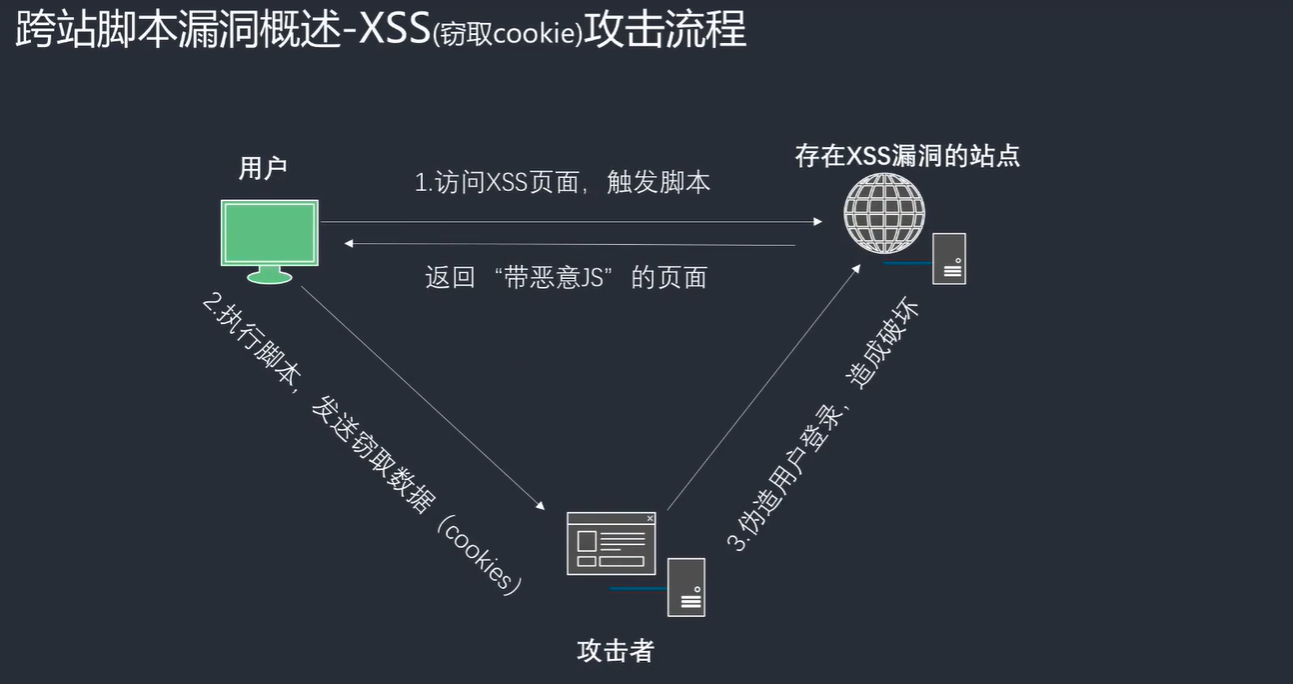 跨站脚本漏洞概述-XSS(窃取cookie)攻击流程
用户
存在XSS漏洞的站点
1.访问XSS页面，触发脚本
返回 “带恶意JS” 的页面
2.执行脚本，发送窃取数据（cookies）
3.伪造用户登录，造成破坏
攻击者